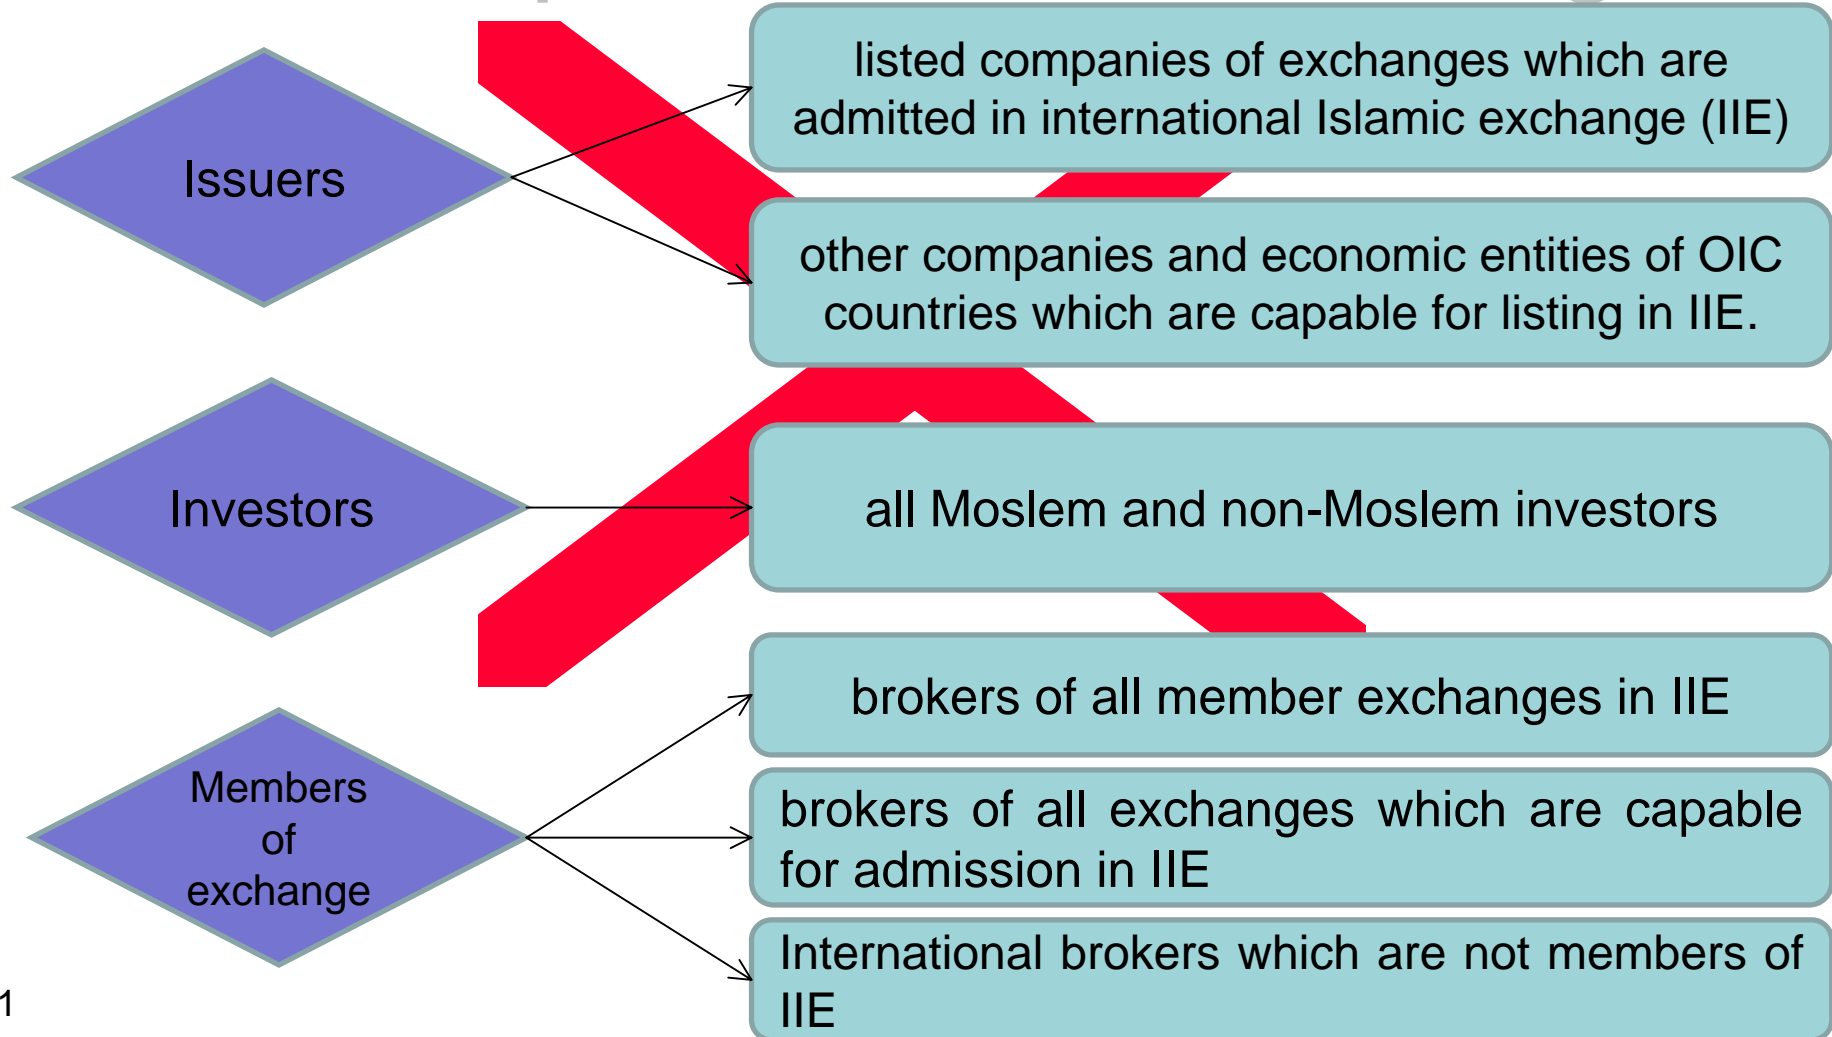 Issuers
listed companies of exchanges which are
admitted in international Islamic exchange (IIE)
other companies and economic entities of OIC
countries which are capable for listing in IIE.
Investors
all Moslem and non-Moslem investors
Members
of
exchange
brokers of all member exchanges in IIE
brokers of all exchanges which are capable
for admission in IIE
International brokers which are not members of
IIE
1